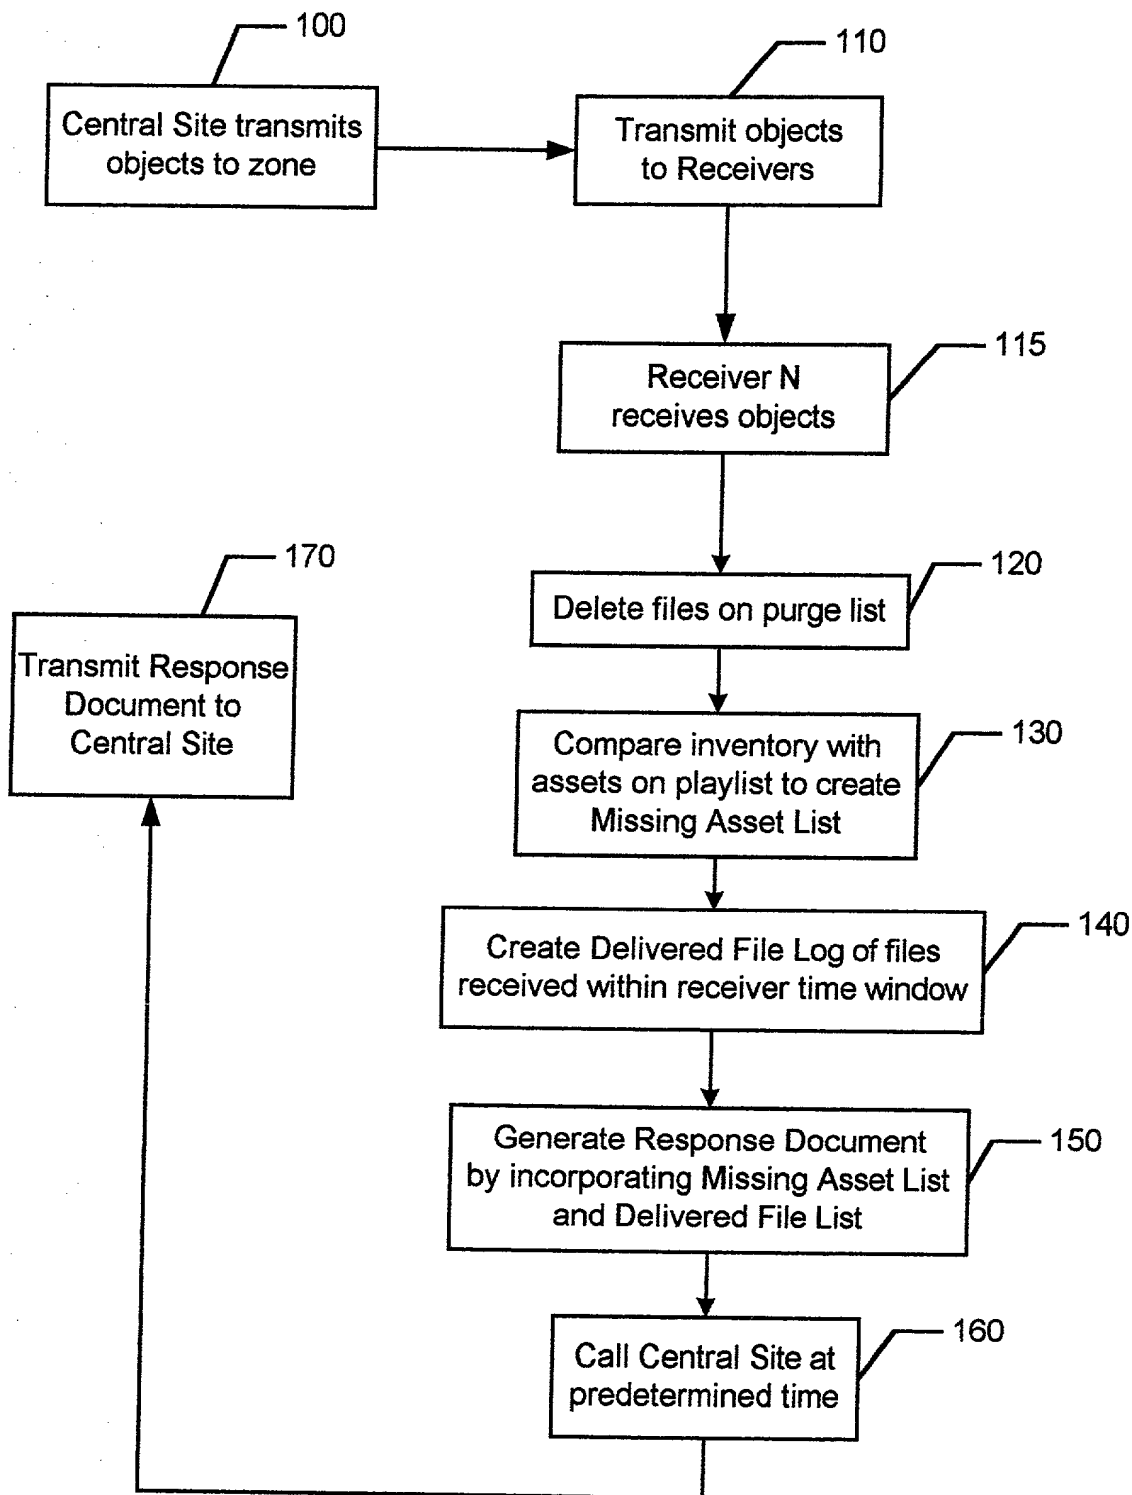 100
Central Site transmits
objects to zone
110
Transmit objects
to Receivers
115
Receiver N
receives objects
120
Delete files on purge list
130
Compare inventory with
assets on playlist to create
Missing Asset List
140
Create Delivered File Log of files
received within receiver time window
150
Generate Response Document
by incorporating Missing Asset List
and Delivered File List
160
Call Central Site at
predetermined time
170
Transmit Response
Document to
Central Site